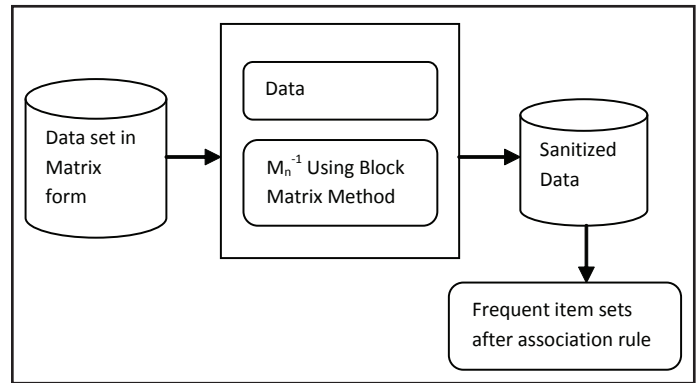 Data set in
Matrix
form
Data
Mₙ⁻¹ Using Block
Matrix Method
Sanitized
Data
Frequent item sets
after association rule